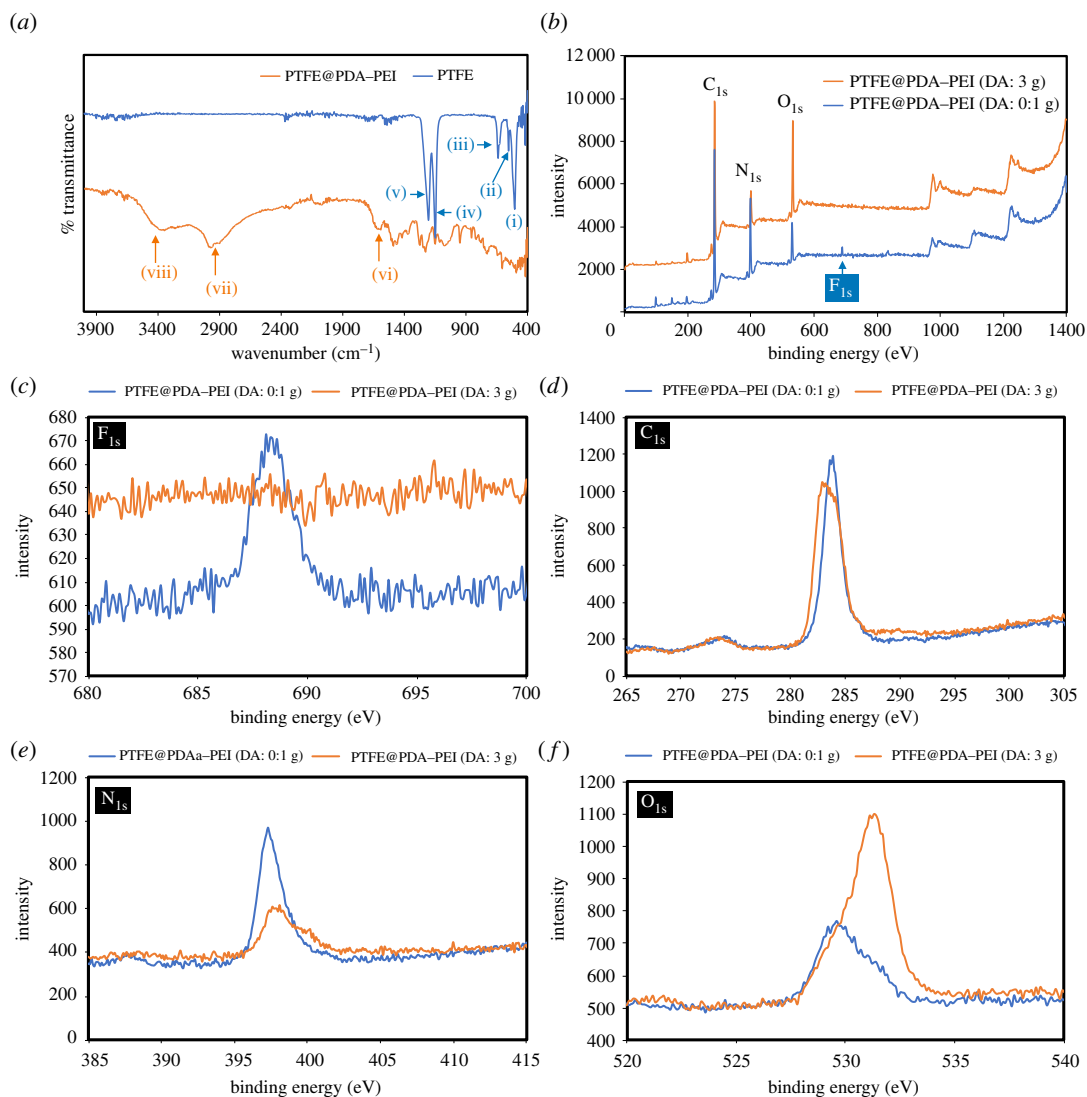 (a)
PTFE@PDA–PEI PTFE
% transmittance
(iii)
(v)
(ii)
(iv)
(i)
(viii)
(vii)
(vi)
3900 3400 2900 2400 1900 1400 900 400
wavenumber (cm–1)
(b)
12 000
10 000
8000
6000
4000
2000
0
intensity
PTFE@PDA–PEI (DA: 3 g)
PTFE@PDA–PEI (DA: 0:1 g)
C1s
O1s
N1s
F1s
0 200 400 600 800 1000 1200 1400
binding energy (eV)
(c)
PTFE@PDA–PEI (DA: 0:1 g) PTFE@PDA–PEI (DA: 3 g)
F1s
680
670
660
650
640
630
620
610
600
590
580
570
intensity
680 685 690 695 700
binding energy (eV)
(d)
PTFE@PDA–PEI (DA: 0:1 g) PTFE@PDA–PEI (DA: 3 g)
C1s
1400
1200
1000
800
600
400
200
0
intensity
265 270 275 280 285 290 295 300 305
binding energy (eV)
(e)
PTFE@PDAa–PEI (DA: 0:1 g) PTFE@PDA–PEI (DA: 3 g)
N1s
1200
1000
800
600
400
200
0
intensity
385 390 395 400 405 410 415
binding energy (eV)
(f)
PTFE@PDA–PEI (DA: 0:1 g) PTFE@PDA–PEI (DA: 3 g)
O1s
1200
1100
1000
900
800
700
600
500
400
intensity
520 525 530 535 540
binding energy (eV)